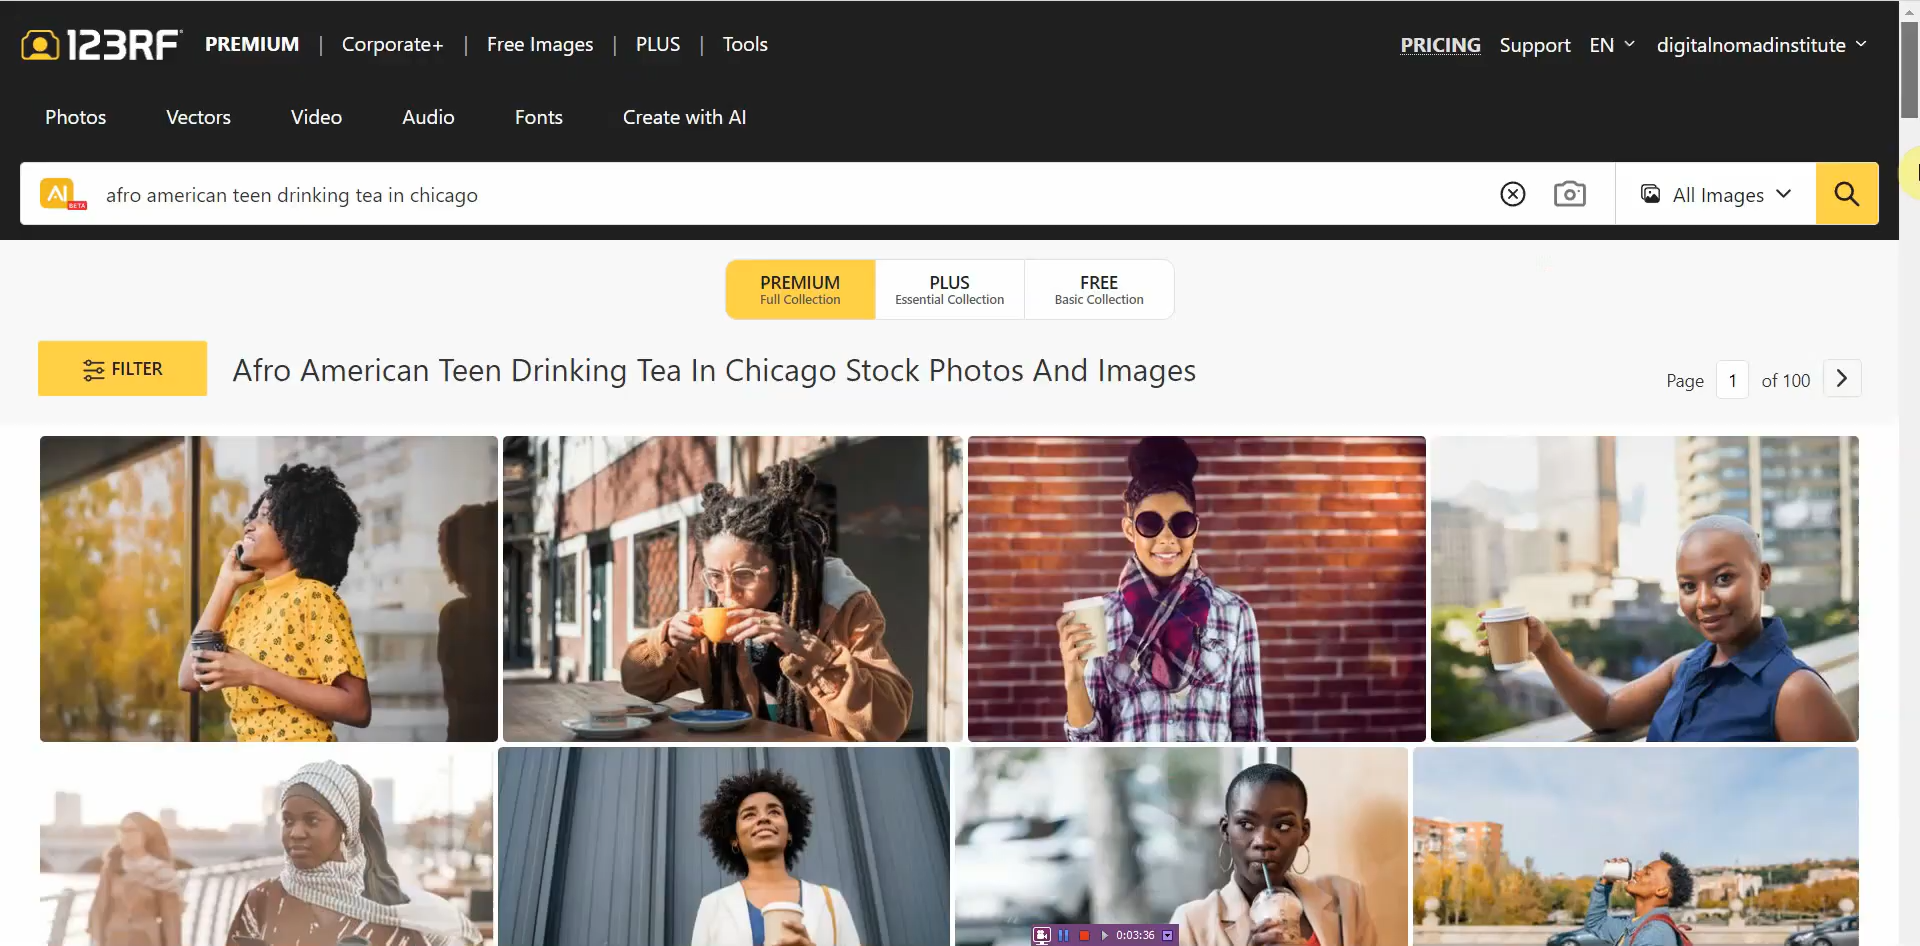 123RF PREMIUM | Corporate+ | Free Images | PLUS | Tools PRICING Support EN digitalnomadinstitute
Photos Vectors Video Audio Fonts Create with AI
AI BETA afro american teen drinking tea in chicago All Images
PREMIUM PLUS FREE
Full Collection Essential Collection Basic Collection
FILTER Afro American Teen Drinking Tea In Chicago Stock Photos And Images Page 1 of 100
0:03:36